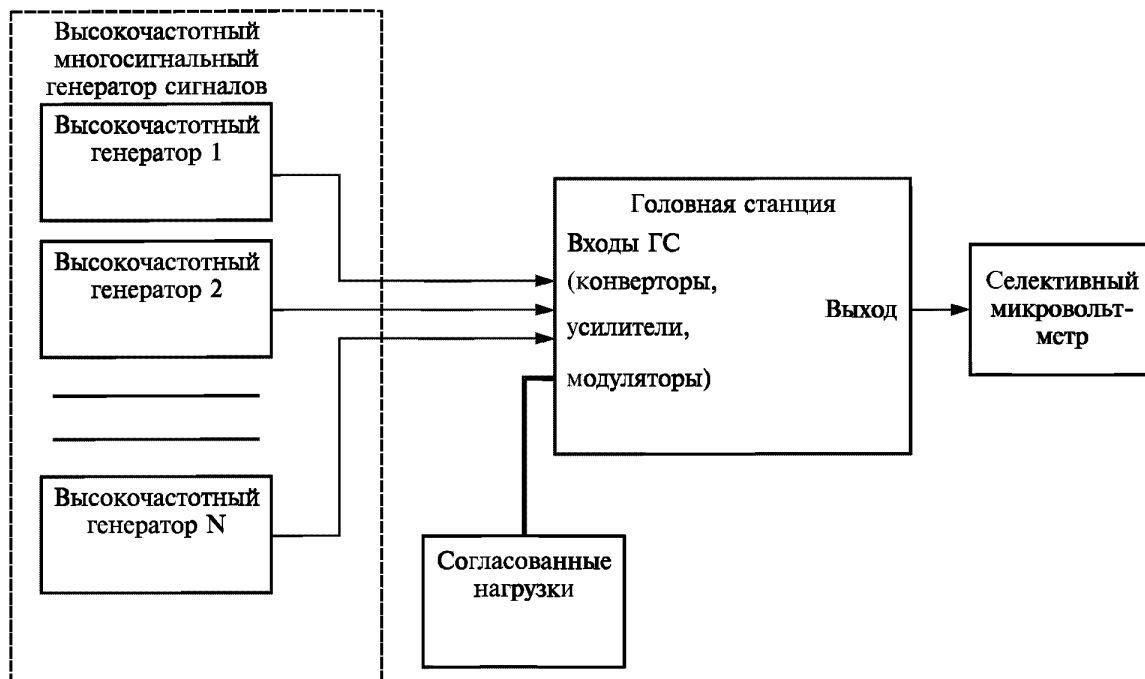 Высокочастотный
многосигнальный
генератор сигналов
Высокочастотный
генератор 1
Высокочастотный
генератор 2
Высокочастотный
генератор N
Головная станция
Входы ГС
(конверторы,
усилители,
модуляторы)
Выход
Согласованные
нагрузки
Селективный
микровольт-
метр